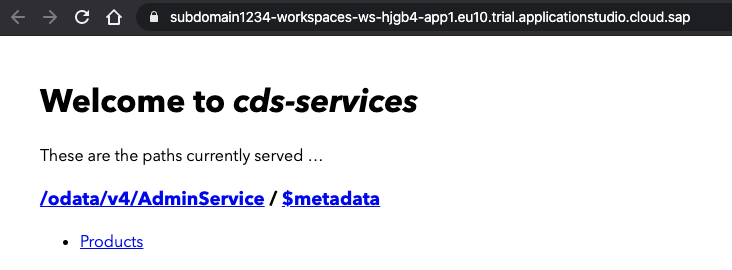 subdomain1234-workspaces-ws-hjgb4-app1.eu10.trial.applicationstudio.cloud.sap
Welcome to cds-services
These are the paths currently served …
/odata/v4/AdminService / $metadata
Products